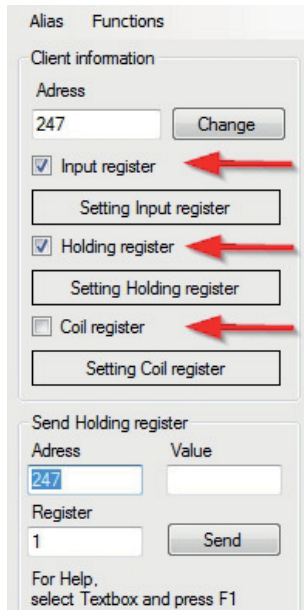 Alias Functions
Client information
Adress
247 Change
Input register
Setting Input register
Holding register
Setting Holding register
Coil register
Setting Coil register
Send Holding register
Adress Value
247
Register
1 Send
For Help,
select Textbox and press F1